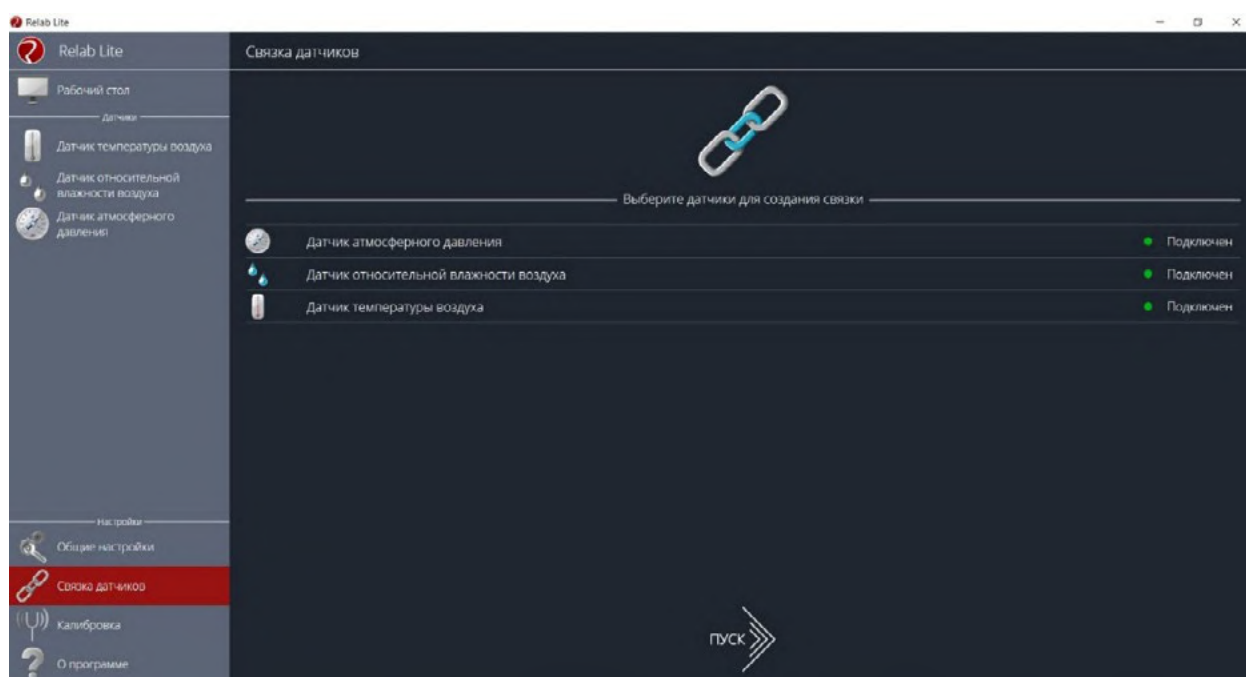 Relab Lite
Relab Lite
Связка датчиков
Рабочий стол
Датчики
Датчик температуры воздуха
Датчик относительной
влажности воздуха
Датчик атмосферного
давления
Выберите датчики для создания связки
Датчик атмосферного давления
Подключен
Датчик относительной влажности воздуха
Подключен
Датчик температуры воздуха
Подключен
Настройки
Общие настройки
Связка датчиков
Калибровка
О программе
ПУСК